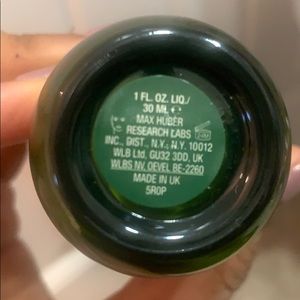 1 FL. OZ. LIQ./
30 ML e
MAX HUBER
RESEARCH LABS
INC., DIST., N.Y., N.Y. 10012
WLB Ltd, GU32 3DD, UK
WLBS NV, OEVEL BE-2260
MADE IN UK
5R0P